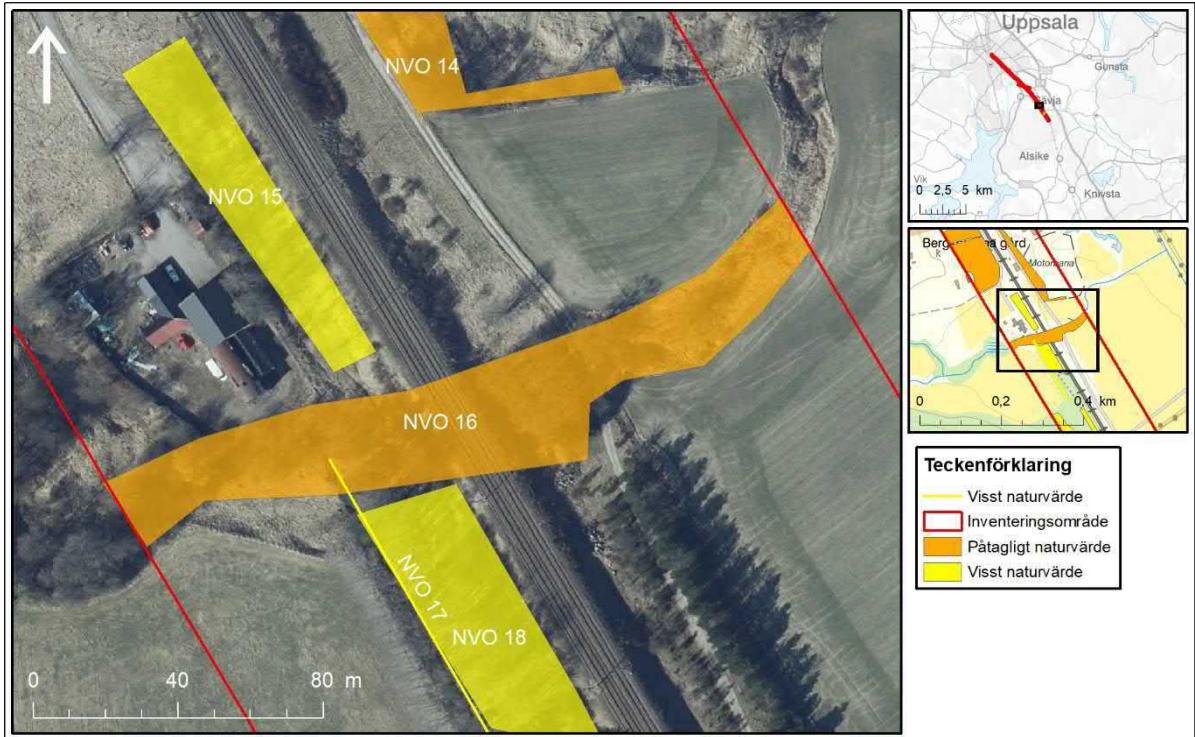 NVO 14
NVO 15
NVO 16
NVO 17
NVO 18
0 40 80 m
Uppsala
Gunsta
Alsike
Vik
Knivsta
0 2,5 5 km
gård
Motorbana
0 0,2 0,4 km
Teckenförklaring
Visst naturvärde
Inventeringsområde
Påtagligt naturvärde
Visst naturvärde